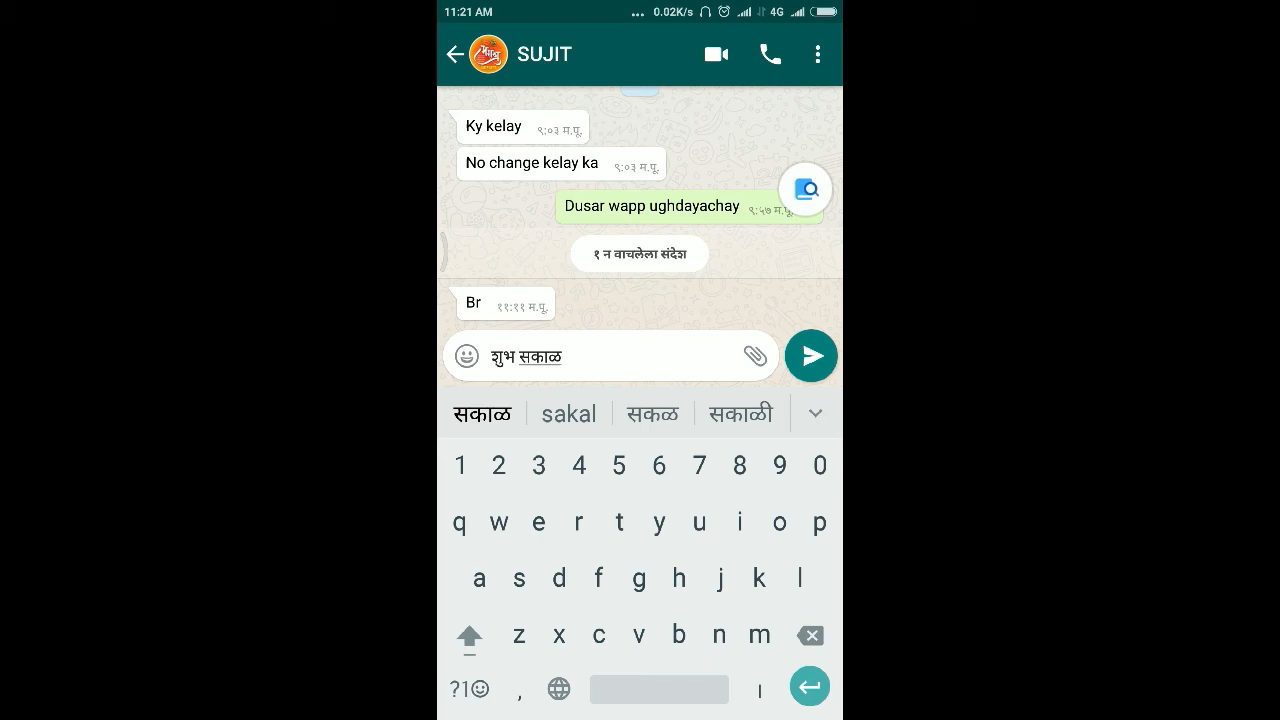 11:21 AM ... 0.02K/s 4G
SUJIT
Ky kelay ९:०३ म.पू.
No change kelay ka ९:०३ म.पू.
Dusar wapp ughdayachay ९:५७ म.पू.
१ न वाचलेला संदेश
Br ११:११ म.पू.
शुभ सकाळ
सकाळ sakal सकळ सकाळी
1 2 3 4 5 6 7 8 9 0
q w e r t y u i o p
a s d f g h j k l
z x c v b n m
?1☺ , ।